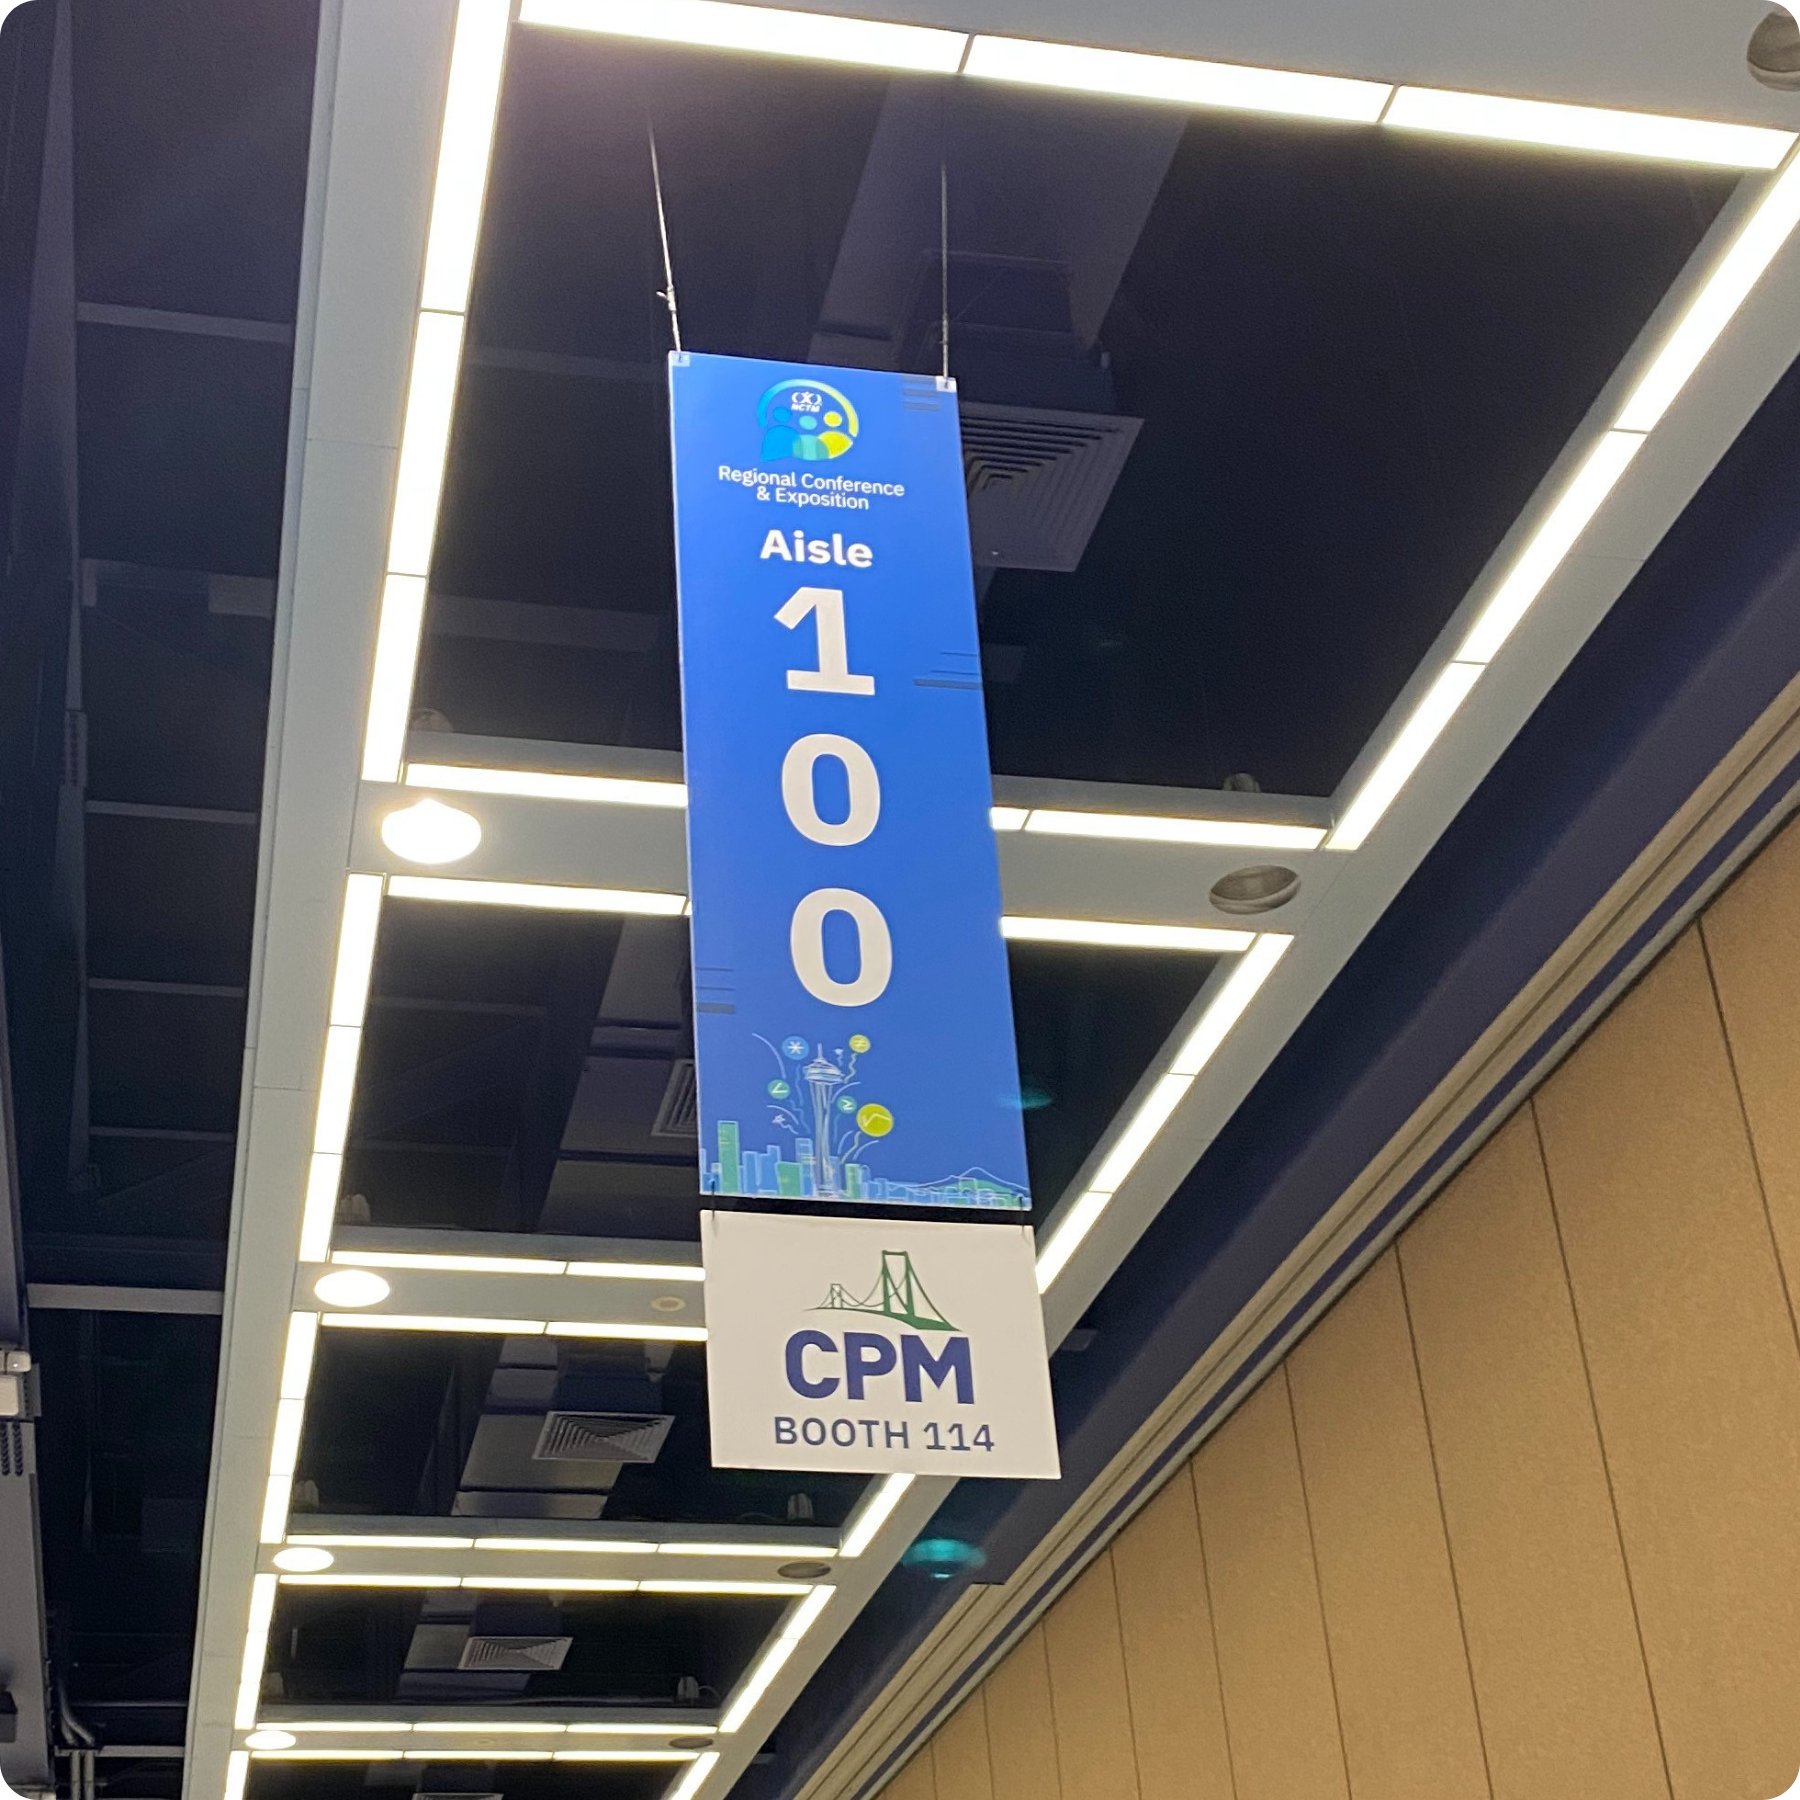 NCTM
Regional Conference
& Exposition
Aisle
1
0
0
CPM
BOOTH 114